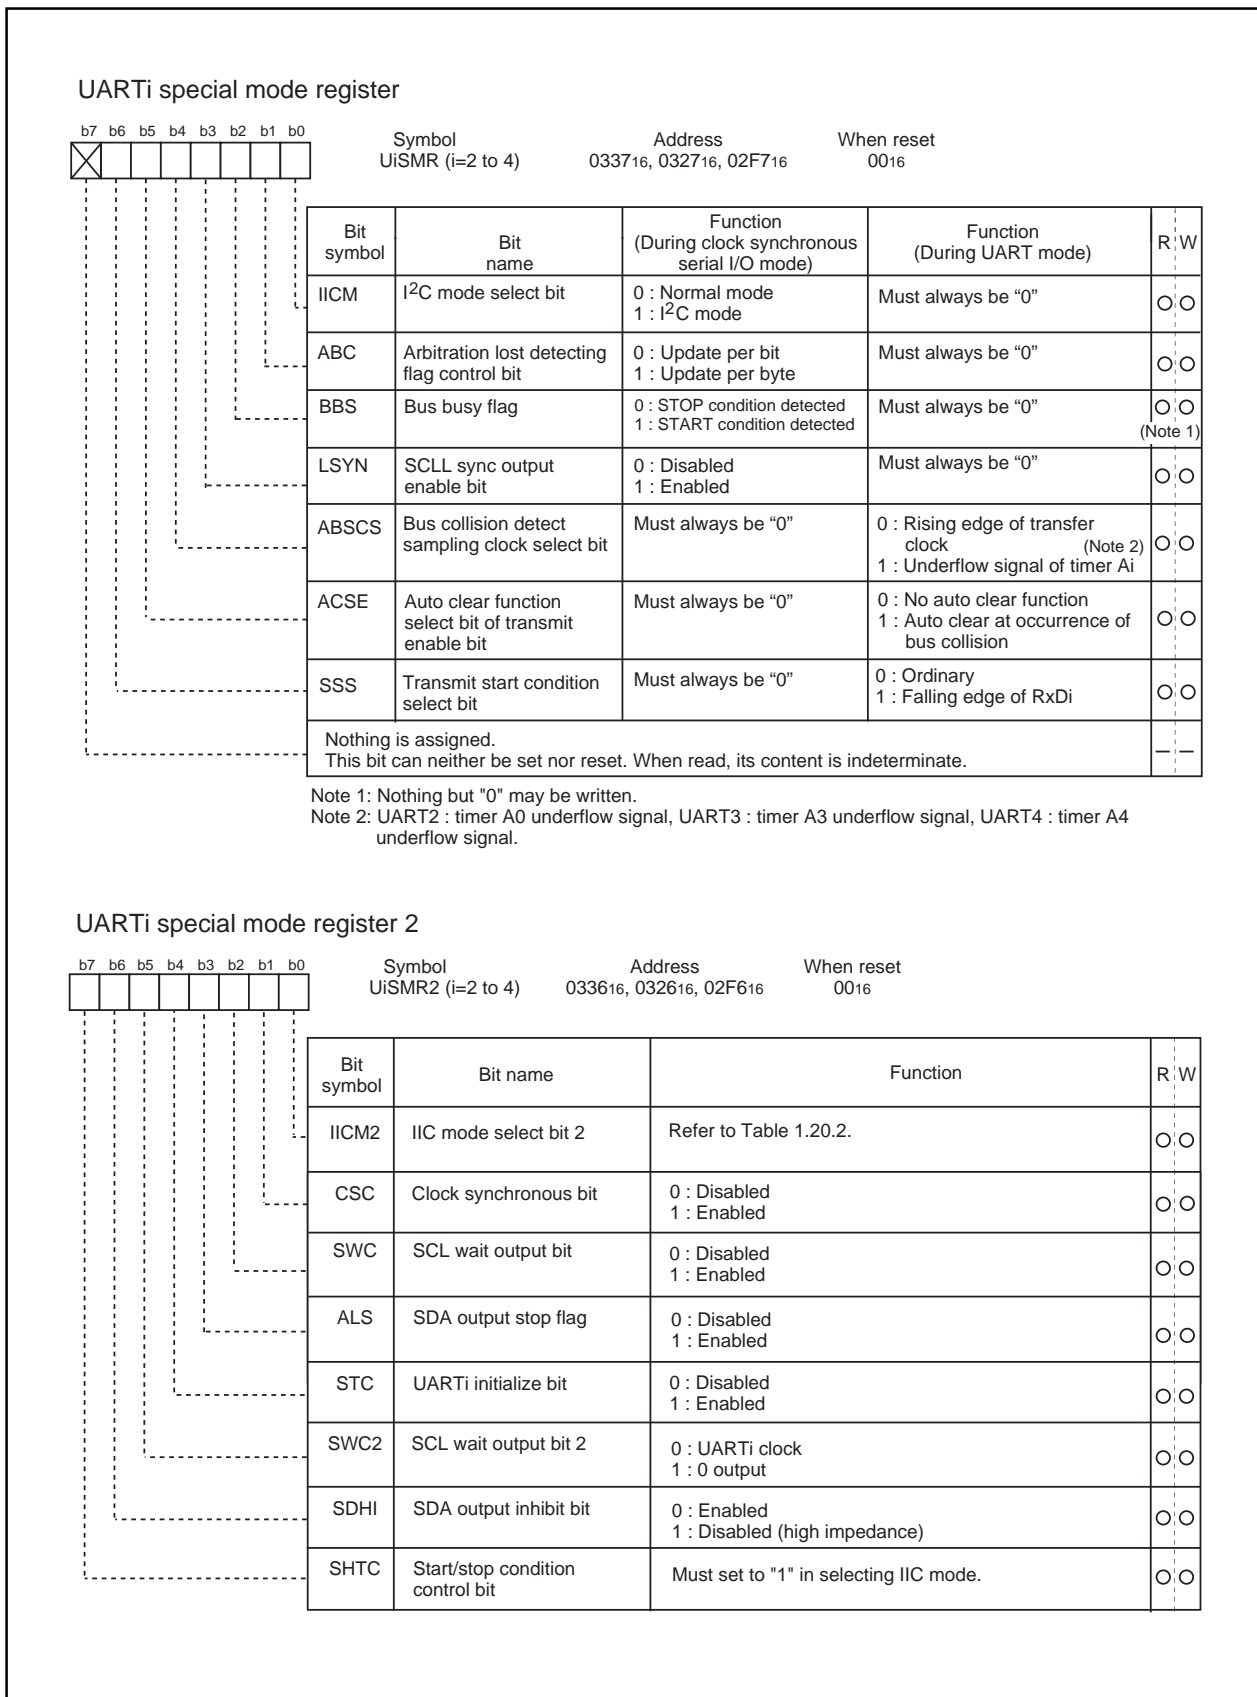 UARTi special mode register
b7 b6 b5 b4 b3 b2 b1 b0
Symbol Address When reset
UiSMR (i=2 to 4) 033716, 032716, 02F716 0016
Bit symbol Bit name Function (During clock synchronous serial I/O mode) Function (During UART mode) R W
IICM I2C mode select bit 0 : Normal mode Must always be “0”
1 : I2C mode
ABC Arbitration lost detecting 0 : Update per bit Must always be “0”
flag control bit 1 : Update per byte
BBS Bus busy flag 0 : STOP condition detected Must always be “0”
1 : START condition detected (Note 1)
LSYN SCLL sync output 0 : Disabled Must always be “0”
enable bit 1 : Enabled
ABSCS Bus collision detect Must always be “0” 0 : Rising edge of transfer
sampling clock select bit clock (Note 2)
1 : Underflow signal of timer Ai
ACSE Auto clear function Must always be “0” 0 : No auto clear function
select bit of transmit 1 : Auto clear at occurrence of
enable bit bus collision
SSS Transmit start condition Must always be “0” 0 : Ordinary
select bit 1 : Falling edge of RxDi
Nothing is assigned.
This bit can neither be set nor reset. When read, its content is indeterminate. – –
Note 1: Nothing but "0" may be written.
Note 2: UART2 : timer A0 underflow signal, UART3 : timer A3 underflow signal, UART4 : timer A4
underflow signal.
UARTi special mode register 2
b7 b6 b5 b4 b3 b2 b1 b0
Symbol Address When reset
UiSMR2 (i=2 to 4) 033616, 032616, 02F616 0016
Bit symbol Bit name Function R W
IICM2 IIC mode select bit 2 Refer to Table 1.20.2.
CSC Clock synchronous bit 0 : Disabled
1 : Enabled
SWC SCL wait output bit 0 : Disabled
1 : Enabled
ALS SDA output stop flag 0 : Disabled
1 : Enabled
STC UARTi initialize bit 0 : Disabled
1 : Enabled
SWC2 SCL wait output bit 2 0 : UARTi clock
1 : 0 output
SDHI SDA output inhibit bit 0 : Enabled
1 : Disabled (high impedance)
SHTC Start/stop condition Must set to "1" in selecting IIC mode.
control bit